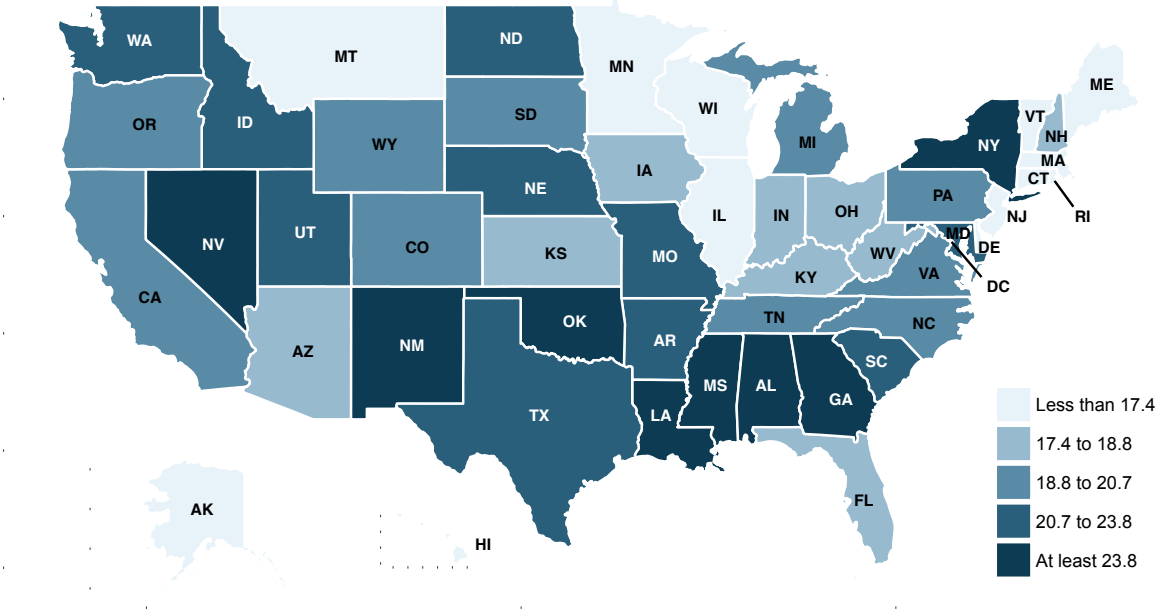 WA
MT
ND
MN
ME
OR
ID
SD
WI
VT
NH
WY
MI
NY
MA
IA
CT
NE
IL
IN
OH
PA
NJ
RI
NV
UT
CO
KS
MO
KY
WV
MD
DE
VA
DC
CA
AZ
NM
OK
AR
TN
NC
SC
TX
LA
MS
AL
GA
FL
AK
HI
Less than 17.4
17.4 to 18.8
18.8 to 20.7
20.7 to 23.8
At least 23.8